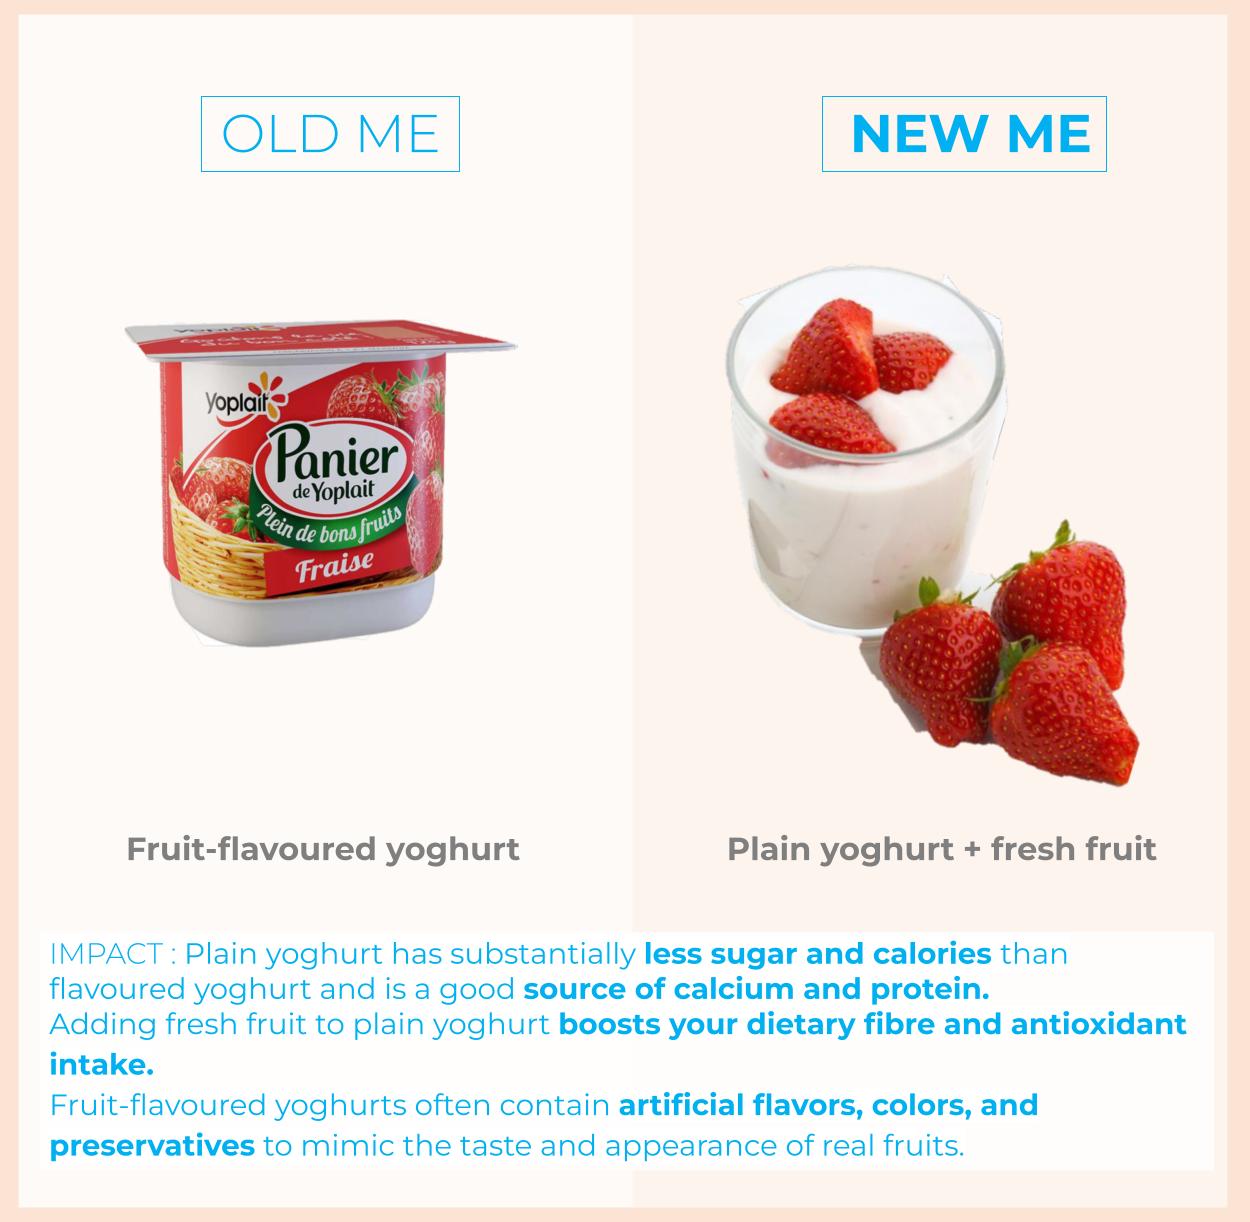 OLD ME
NEW ME
Yoplait
Yoplait
Panier
de Yoplait
Plein de bons fruits
Fraise
Fruit-flavoured yoghurt
Plain yoghurt + fresh fruit
IMPACT : Plain yoghurt has substantially less sugar and calories than
flavoured yoghurt and is a good source of calcium and protein.
Adding fresh fruit to plain yoghurt boosts your dietary fibre and antioxidant
intake.
Fruit-flavoured yoghurts often contain artificial flavors, colors, and
preservatives to mimic the taste and appearance of real fruits.